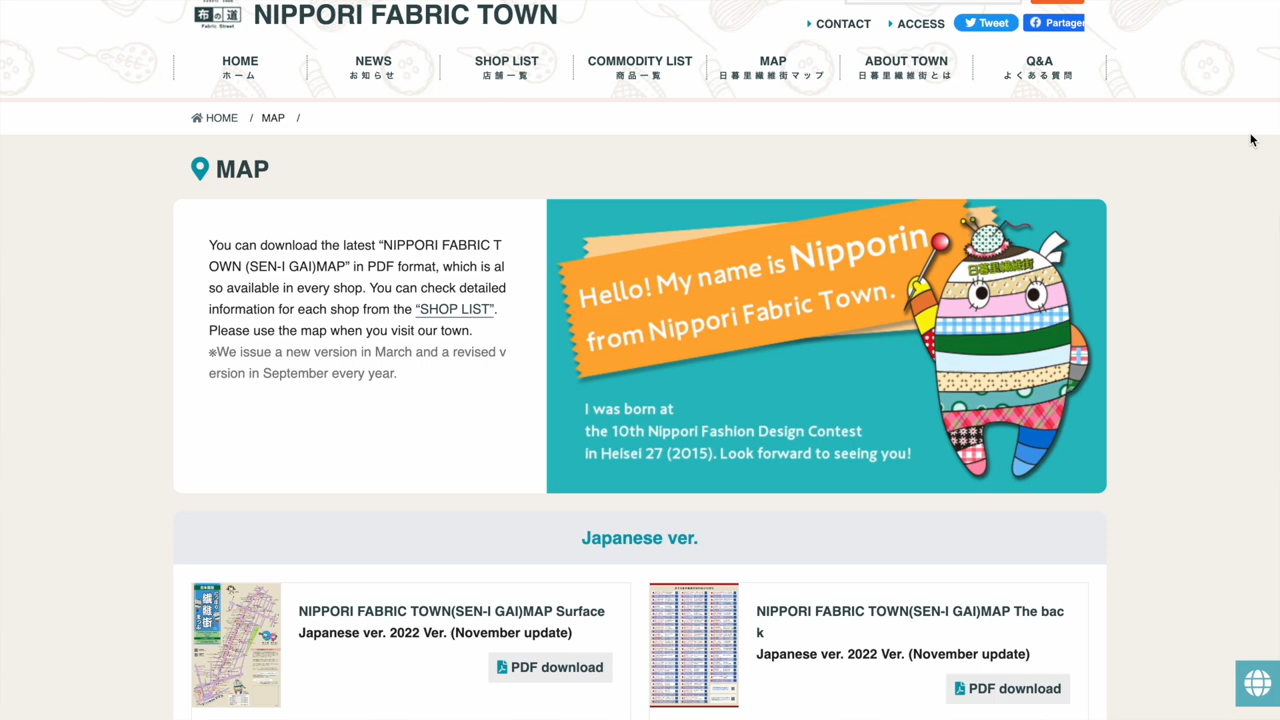 布の道
Fabric Street
NIPPORI FABRIC TOWN
CONTACT
ACCESS
Tweet
Partager
HOME
ホーム
NEWS
お知らせ
SHOP LIST
店舗一覧
COMMODITY LIST
商品一覧
MAP
日暮里繊維街マップ
ABOUT TOWN
日暮里繊維街とは
Q&A
よくある質問
HOME / MAP /
MAP
You can download the latest “NIPPORI FABRIC T
OWN (SEN-I GAI)MAP” in PDF format, which is al
so available in every shop. You can check detailed
information for each shop from the “SHOP LIST”.
Please use the map when you visit our town.
※We issue a new version in March and a revised v
ersion in September every year.
Hello! My name is Nipporin
from Nippori Fabric Town.
日暮里繊維街
I was born at
the 10th Nippori Fashion Design Contest
in Heisei 27 (2015). Look forward to seeing you!
Japanese ver.
繊維街
NIPPORI FABRIC TOWN(SEN-I GAI)MAP Surface
Japanese ver. 2022 Ver. (November update)
PDF download
NIPPORI FABRIC TOWN(SEN-I GAI)MAP The bac
k
Japanese ver. 2022 Ver. (November update)
PDF download